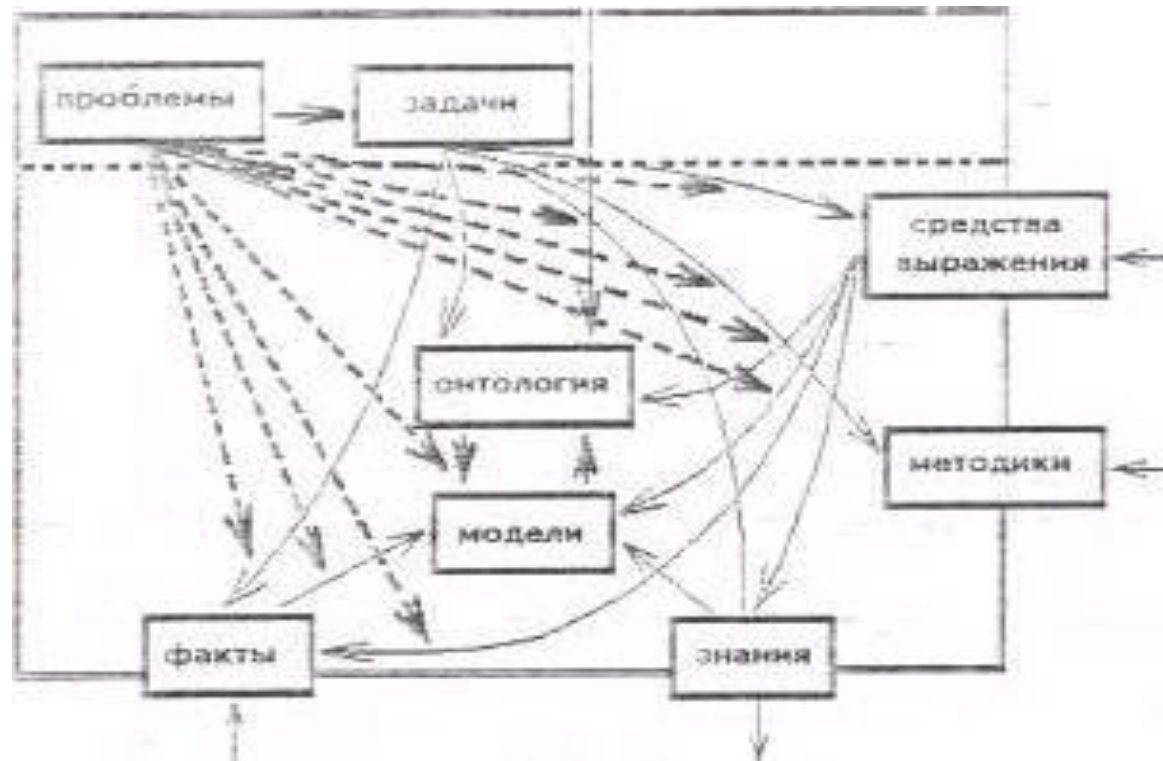 проблемы
задачи
средства
выражения
онтология
методики
модели
факты
знания